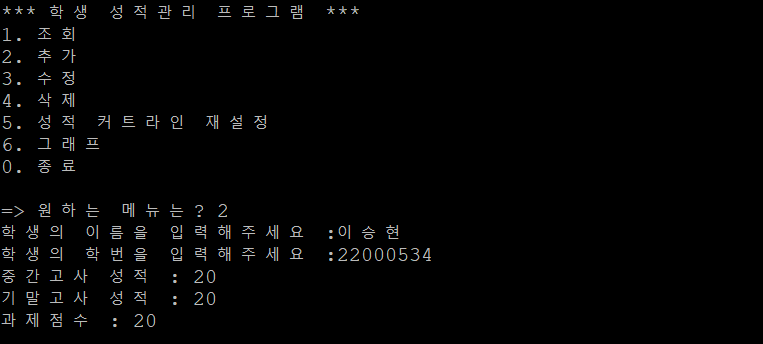 *** 학생 성적관리 프로그램 ***
1. 조회
2. 추가
3. 수정
4. 삭제
5. 성적 커트라인 재설정
6. 그래프
0. 종료
=> 원하는 메뉴는? 2
학생의 이름을 입력해주세요 :이승현
학생의 학번을 입력해주세요 :22000534
중간고사 성적 : 20
기말고사 성적 : 20
과제점수 : 20